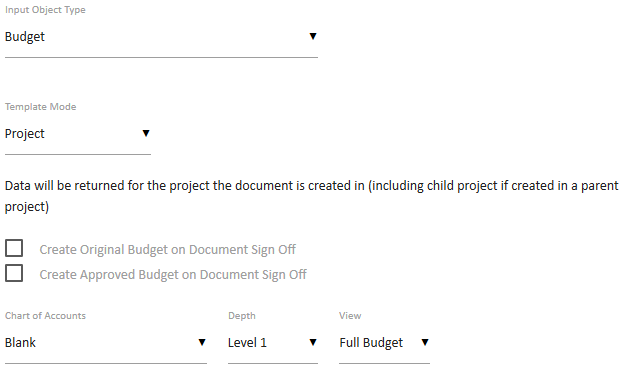 Input Object Type
Budget
Template Mode
Project
Data will be returned for the project the document is created in (including child project if created in a parent
project)
Create Original Budget on Document Sign Off
Create Approved Budget on Document Sign Off
Chart of Accounts Depth View
Blank Level 1 Full Budget